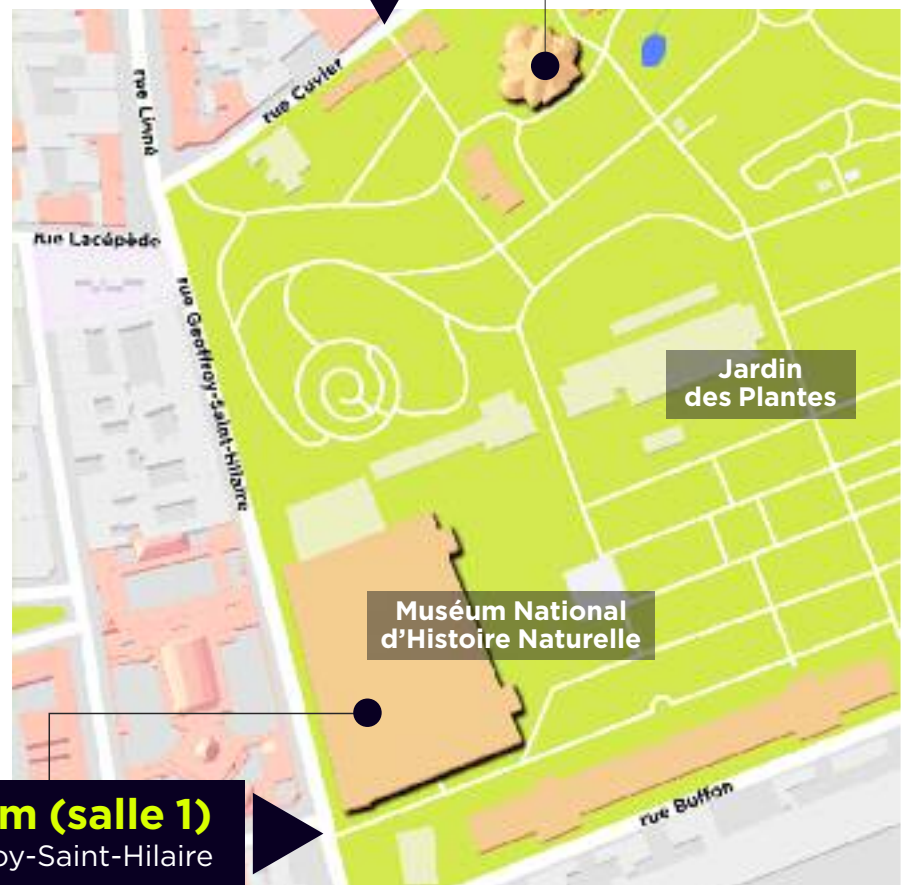 rue Cuvier
rue Linné
rue Lacépède
rue Geoffroy-Saint-Hilaire
Jardin
des Plantes
Muséum National
d’Histoire Naturelle
m (salle 1)
oy-Saint-Hilaire
rue Buffon